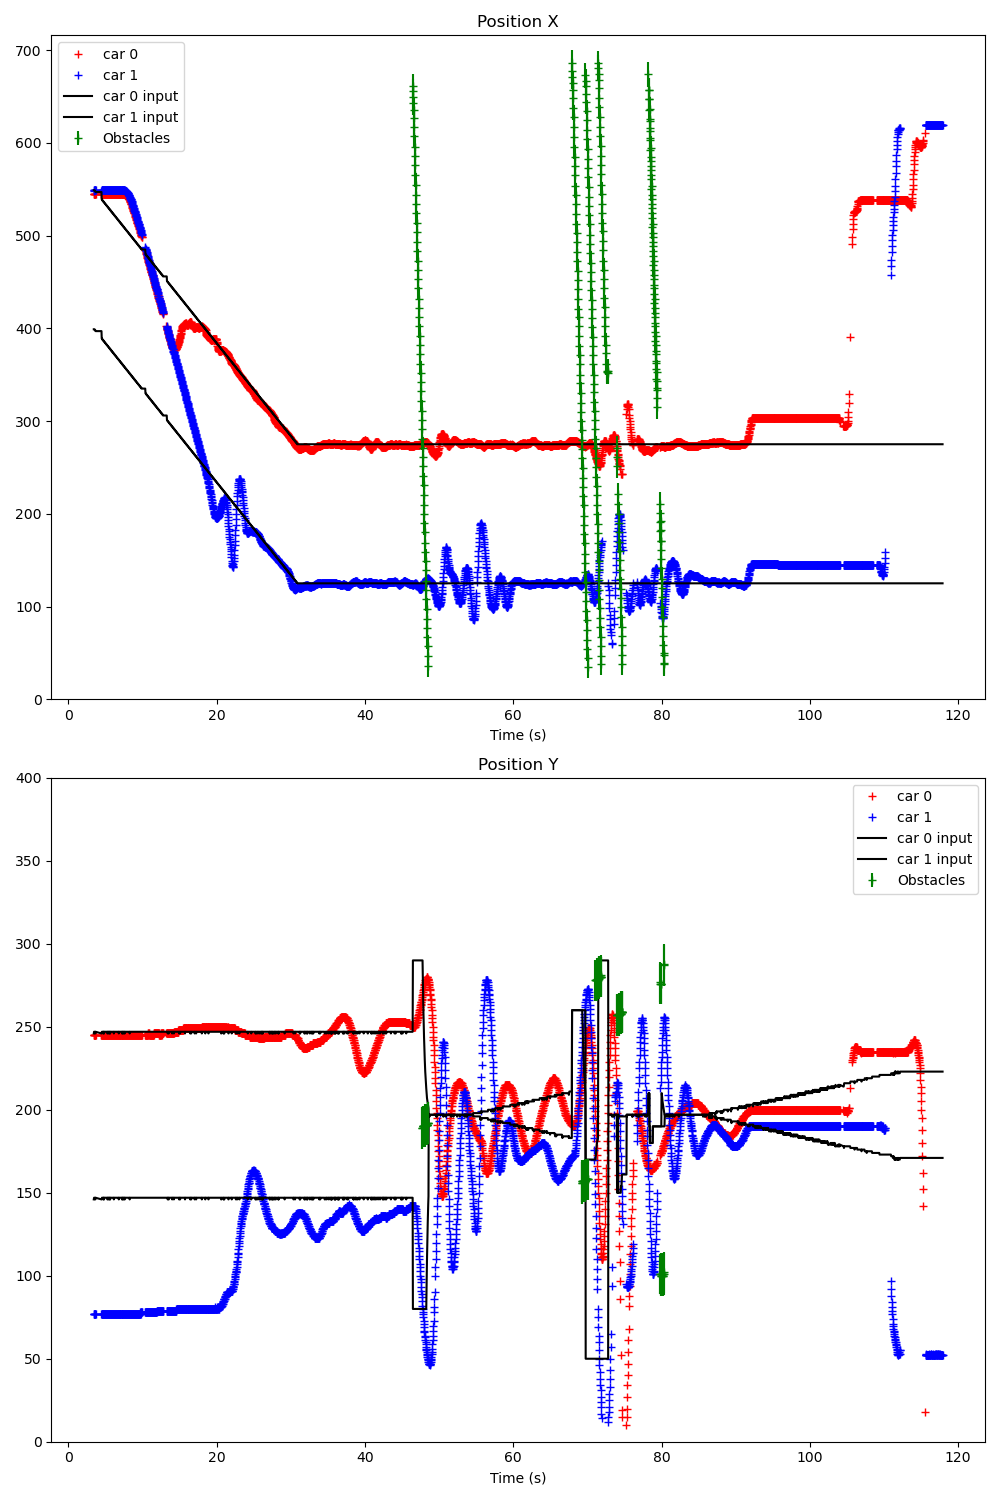 Position X
car 0
car 1
car 0 input
car 1 input
Obstacles
700
600
500
400
300
200
100
0
0 20 40 60 80 100 120
Time (s)
Position Y
car 0
car 1
car 0 input
car 1 input
Obstacles
400
350
300
250
200
150
100
50
0
0 20 40 60 80 100 120
Time (s)